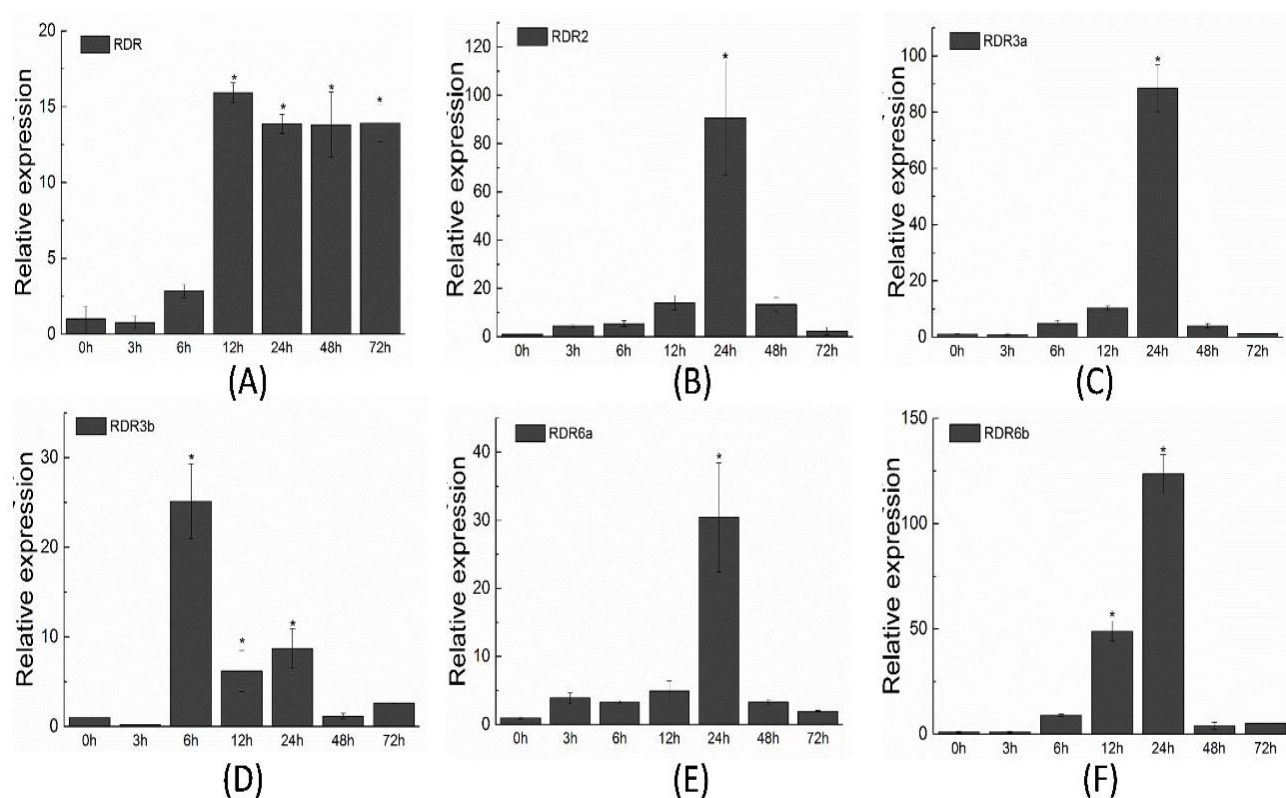 RDR
Relative expression
20
15
10
5
0
*
*
*
*
0h 3h 6h 12h 24h 48h 72h
(A)
RDR2
Relative expression
120
100
80
60
40
20
0
*
0h 3h 6h 12h 24h 48h 72h
(B)
RDR3a
Relative expression
100
80
60
40
20
0
*
0h 3h 6h 12h 24h 48h 72h
(C)
RDR3b
Relative expression
30
20
10
0
*
*
*
0h 3h 6h 12h 24h 48h 72h
(D)
RDR6a
Relative expression
40
30
20
10
0
*
0h 3h 6h 12h 24h 48h 72h
(E)
RDR6b
Relative expression
150
100
50
0
*
*
0h 3h 6h 12h 24h 48h 72h
(F)